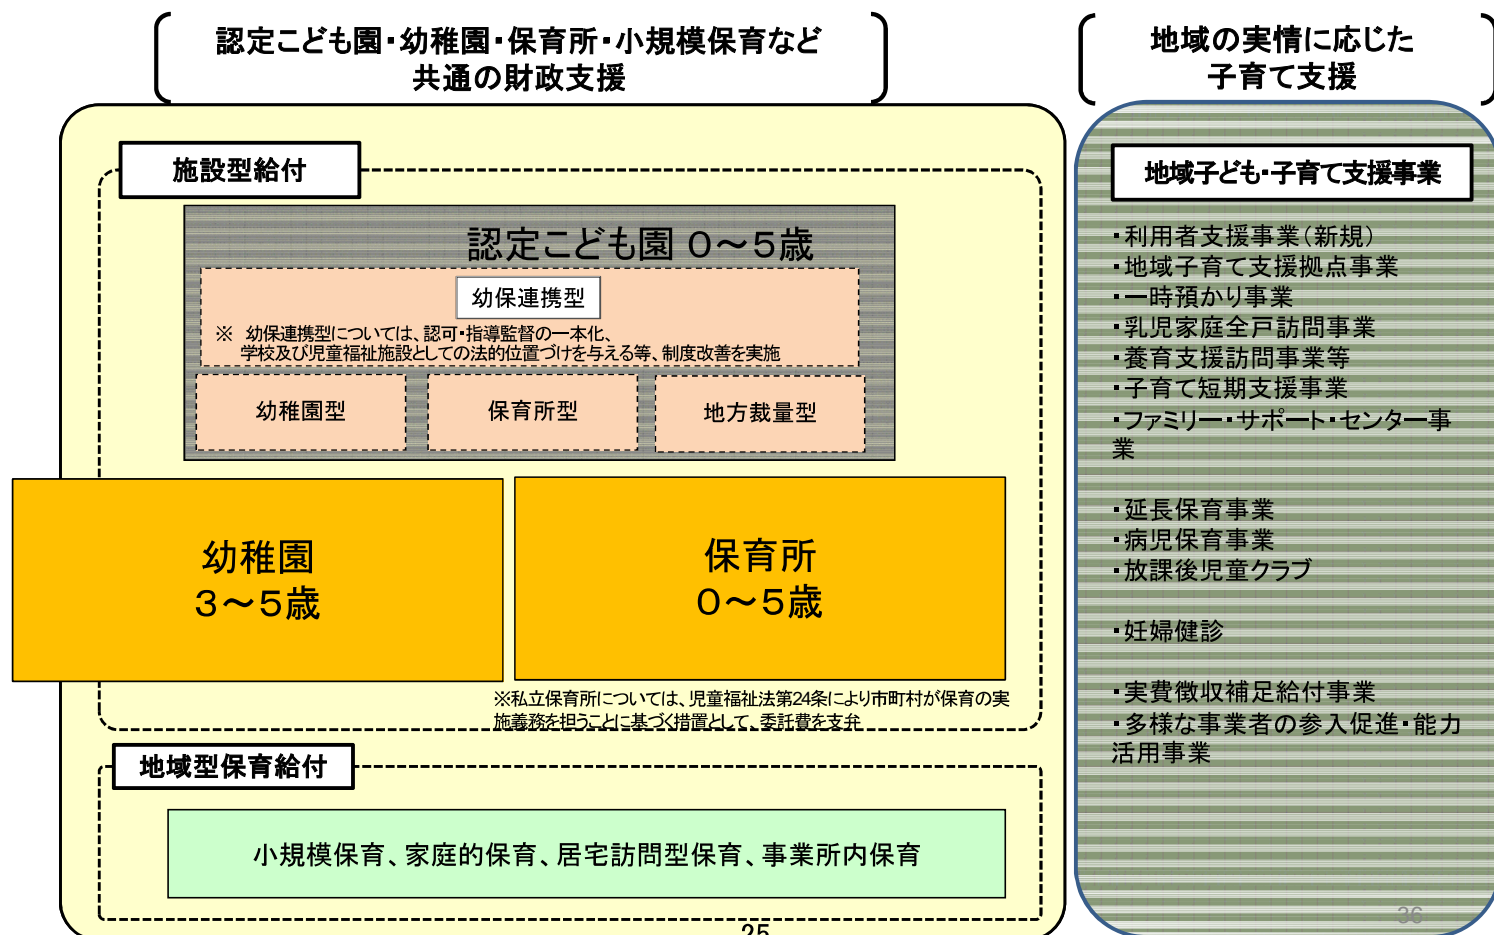 認定こども園・幼稚園・保育所・小規模保育など
共通の財政支援
地域の実情に応じた
子育て支援
施設型給付
認定こども園 ０～５歳
幼保連携型
※　幼保連携型については、認可・指導監督の一本化、
学校及び児童福祉施設としての法的位置づけを与える等、制度改善を実施
幼稚園型
保育所型
地方裁量型
幼稚園
３～５歳
保育所
０～５歳
※私立保育所については、児童福祉法第24条により市町村が保育の実
施義務を担うことに基づく措置として、委託費を支弁
地域型保育給付
小規模保育、家庭的保育、居宅訪問型保育、事業所内保育
25
地域子ども・子育て支援事業
・利用者支援事業（新規）
・地域子育て支援拠点事業
・一時預かり事業
・乳児家庭全戸訪問事業
・養育支援訪問事業等
・子育て短期支援事業
・ファミリー・サポート・センター事
業
・延長保育事業
・病児保育事業
・放課後児童クラブ
・妊婦健診
・実費徴収補足給付事業
・多様な事業者の参入促進・能力
活用事業
36